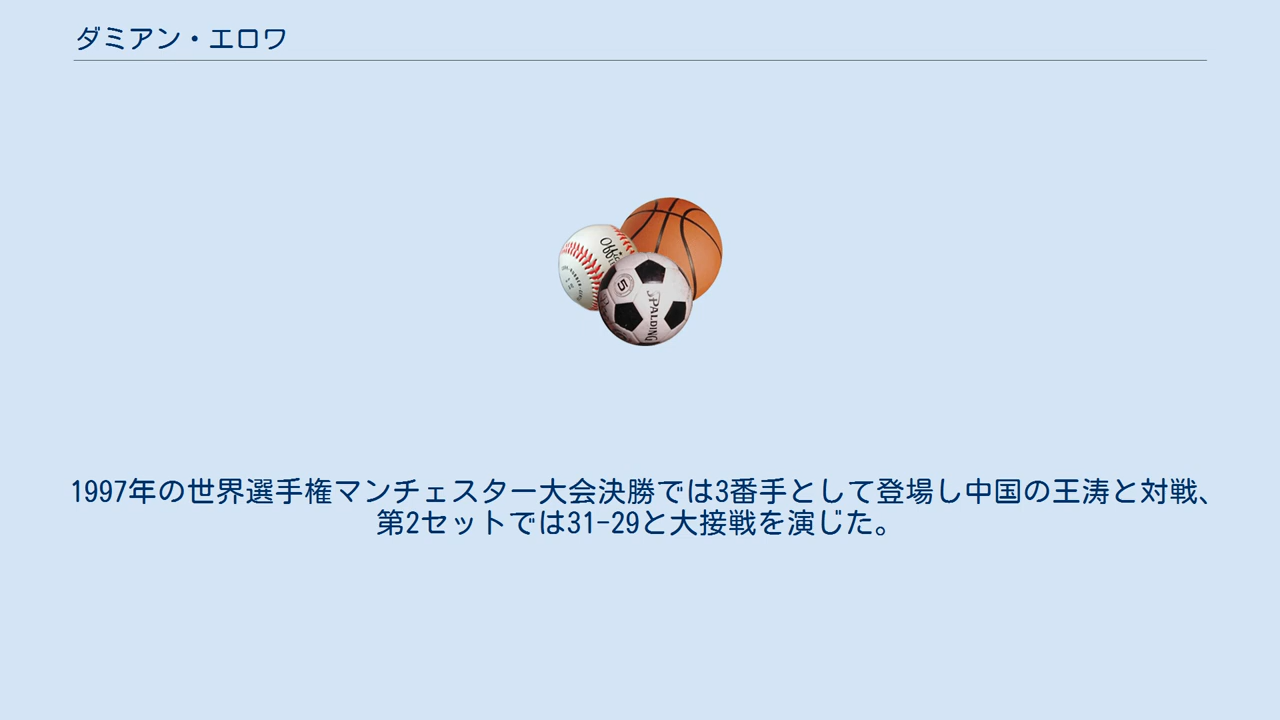 ダミアン・エロワ
SPALDING
5
1997年の世界選手権マンチェスター大会決勝では3番手として登場し中国の王涛と対戦、
第2セットでは31-29と大接戦を演じた。